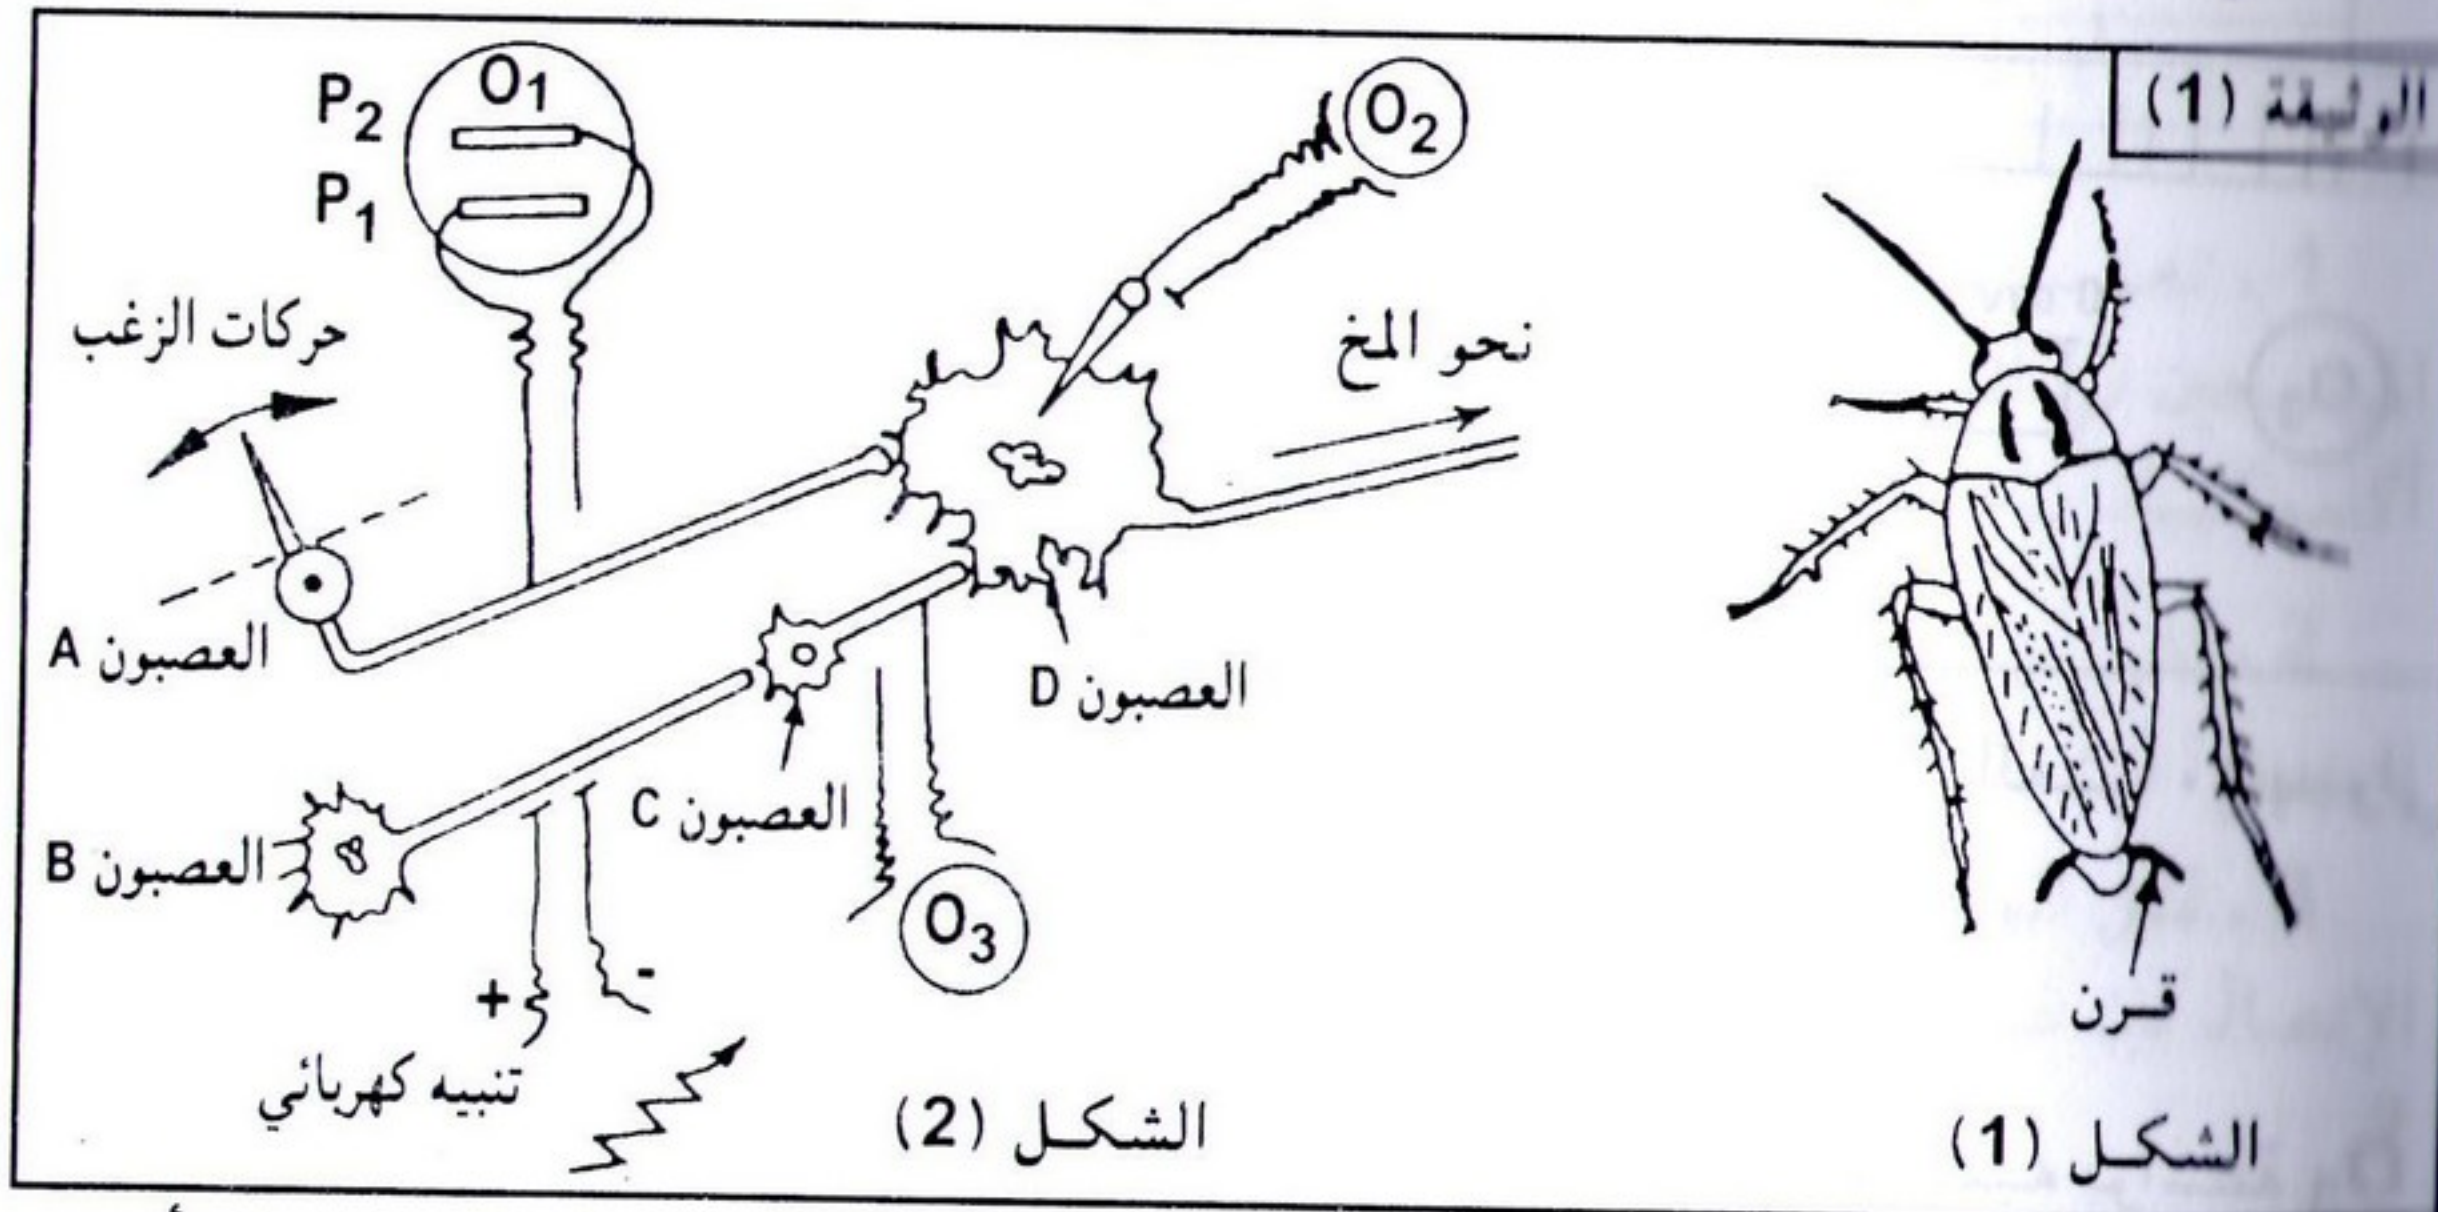 الوثيقة (1)
P2
O1
P1
O2
حركات الزغب
نحو المخ
العصبون A
العصبون D
العصبون C
العصبون B
O3
+
-
تنبيه كهربائي
قرن
الشكل (2)
الشكل (1)